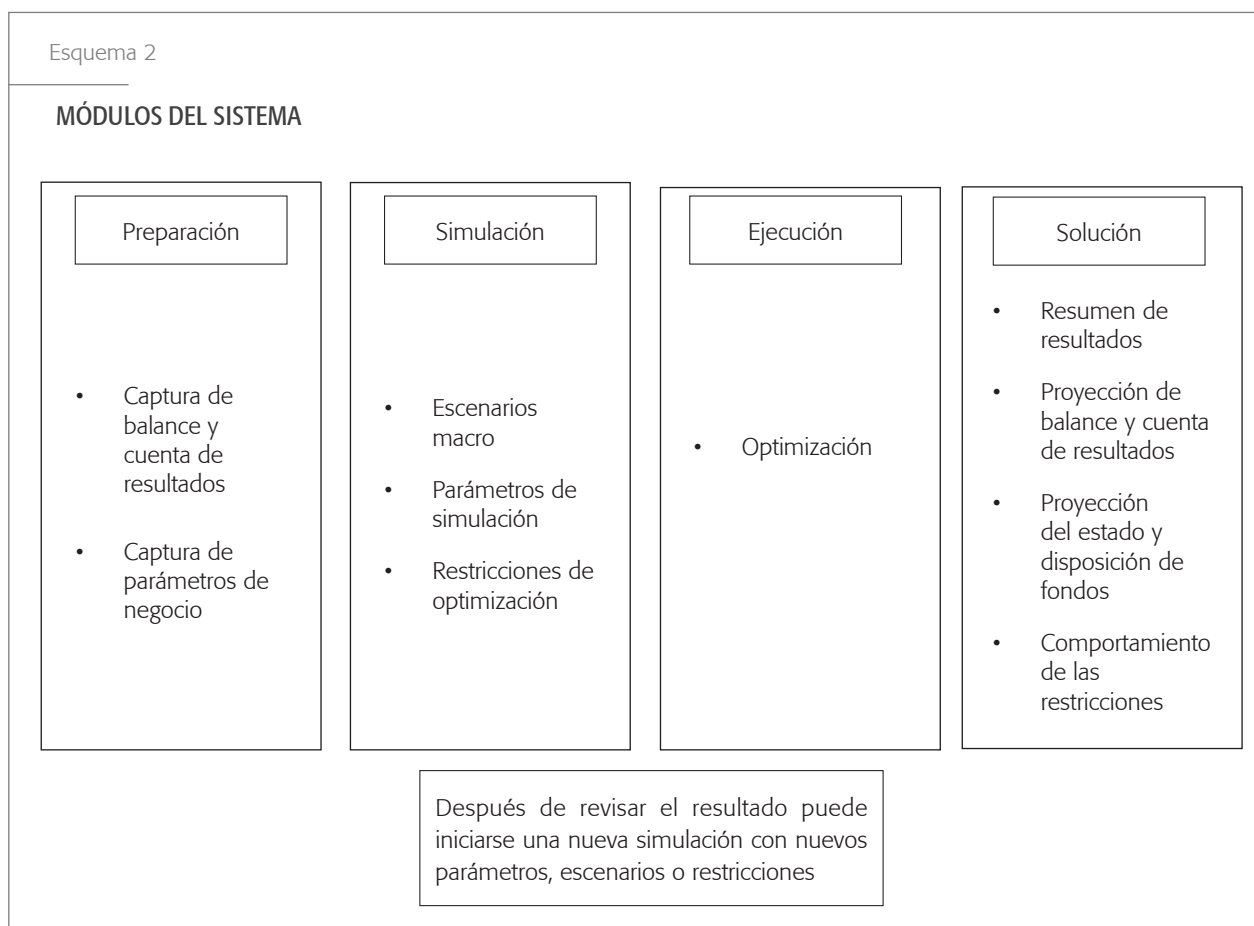 Esquema 2
MÓDULOS DEL SISTEMA
Preparación
• Captura de
balance y
cuenta de
resultados
• Captura de
parámetros de
negocio
Simulación
• Escenarios
macro
• Parámetros de
simulación
• Restricciones de
optimización
Ejecución
• Optimización
Solución
• Resumen de
resultados
• Proyección de
balance y cuenta
de resultados
• Proyección
del estado y
disposición de
fondos
• Comportamiento
de las
restricciones
Después de revisar el resultado puede
iniciarse una nueva simulación con nuevos
parámetros, escenarios o restricciones